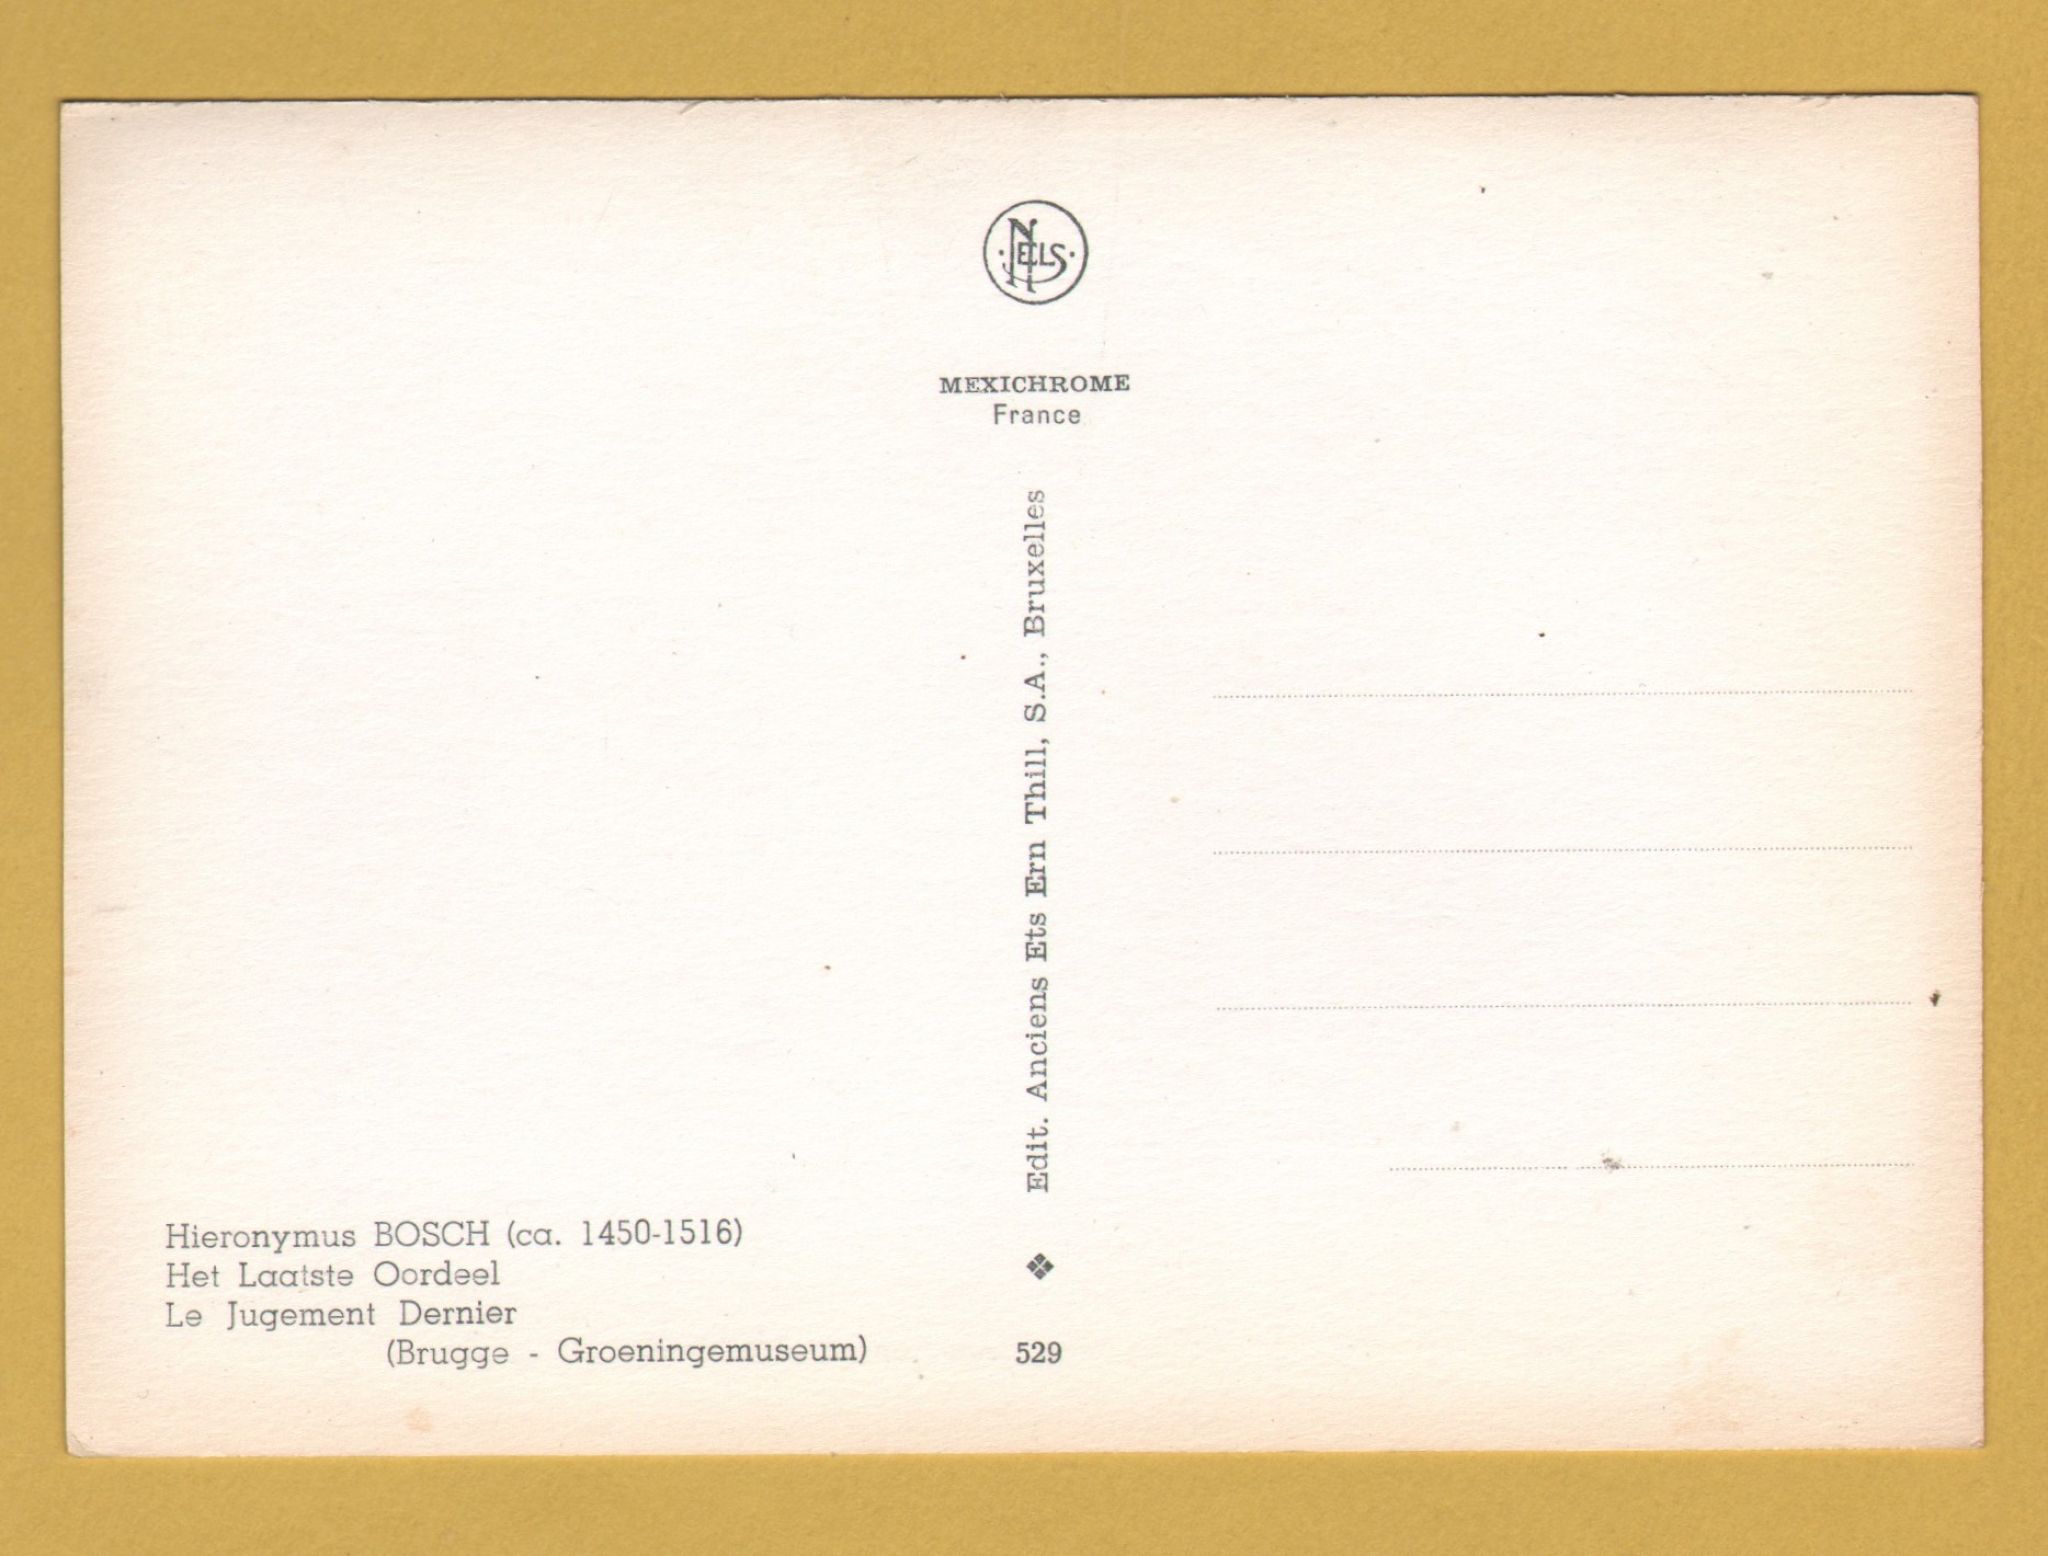 NELS
MEXICHROME
France
Edit. Anciens Ets Ern Thill, S.A., Bruxelles
Hieronymus BOSCH (ca. 1450-1516)
Het Laatste Oordeel
Le Jugement Dernier
(Brugge - Groeningemuseum)
529